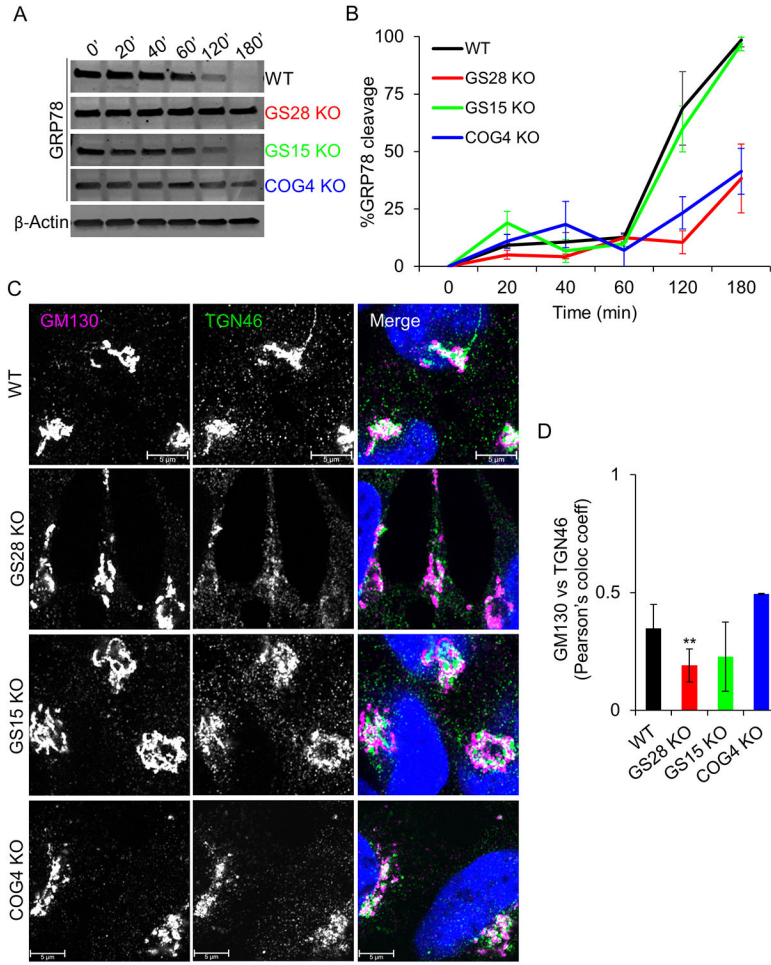 A
0' 20' 40' 60' 120' 180'
GRP78
WT
GS28 KO
GS15 KO
COG4 KO
β-Actin
B
%GRP78 cleavage
100
75
50
25
0
WT
GS28 KO
GS15 KO
COG4 KO
0 20 40 60 120 180
Time (min)
C
GM130
TGN46
Merge
WT
5 µm
5 µm
5 µm
GS28 KO
GS15 KO
COG4 KO
5 µm
5 µm
5 µm
D
GM130 vs TGN46
(Pearson's coloc coeff)
1
0.5
0
**
WT
GS28 KO
GS15 KO
COG4 KO